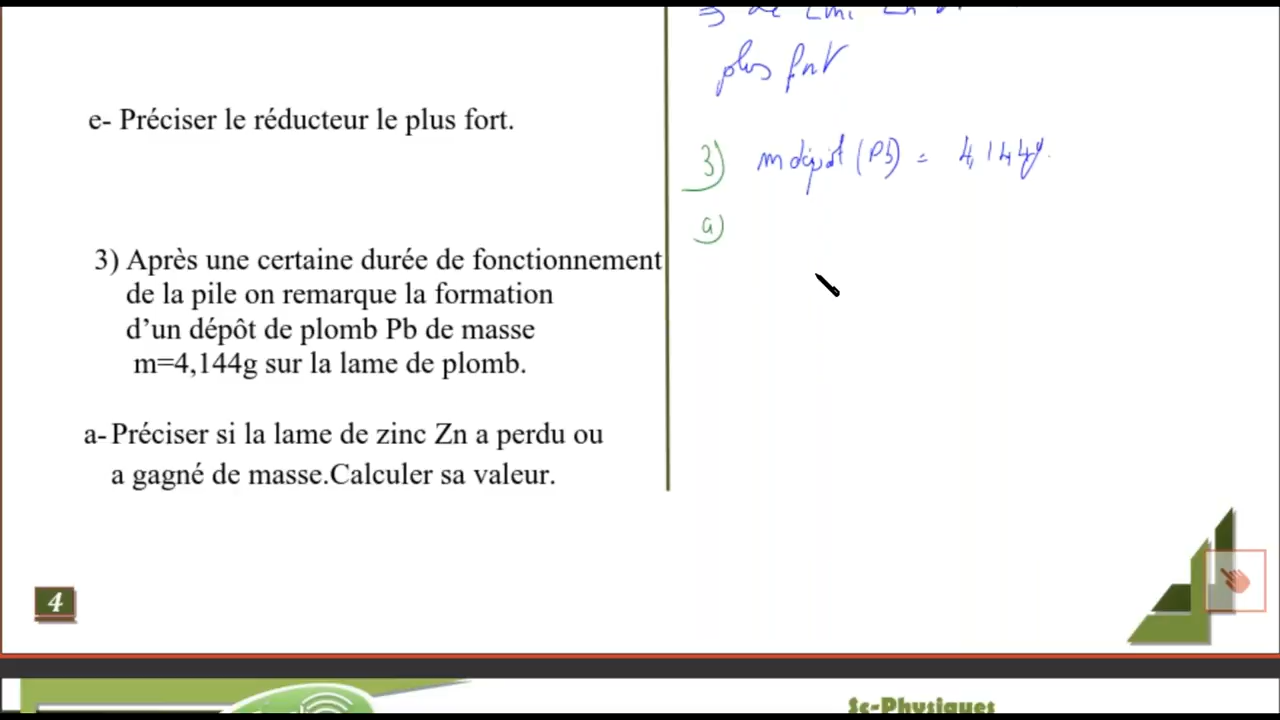 plus fort
e- Préciser le réducteur le plus fort.
3) m dépôt (Pb) = 4,144g.
a)
3) Après une certaine durée de fonctionnement
de la pile on remarque la formation
d’un dépôt de plomb Pb de masse
m=4,144g sur la lame de plomb.
a- Préciser si la lame de zinc Zn a perdu ou
a gagné de masse.Calculer sa valeur.
4
Sc-Physiques